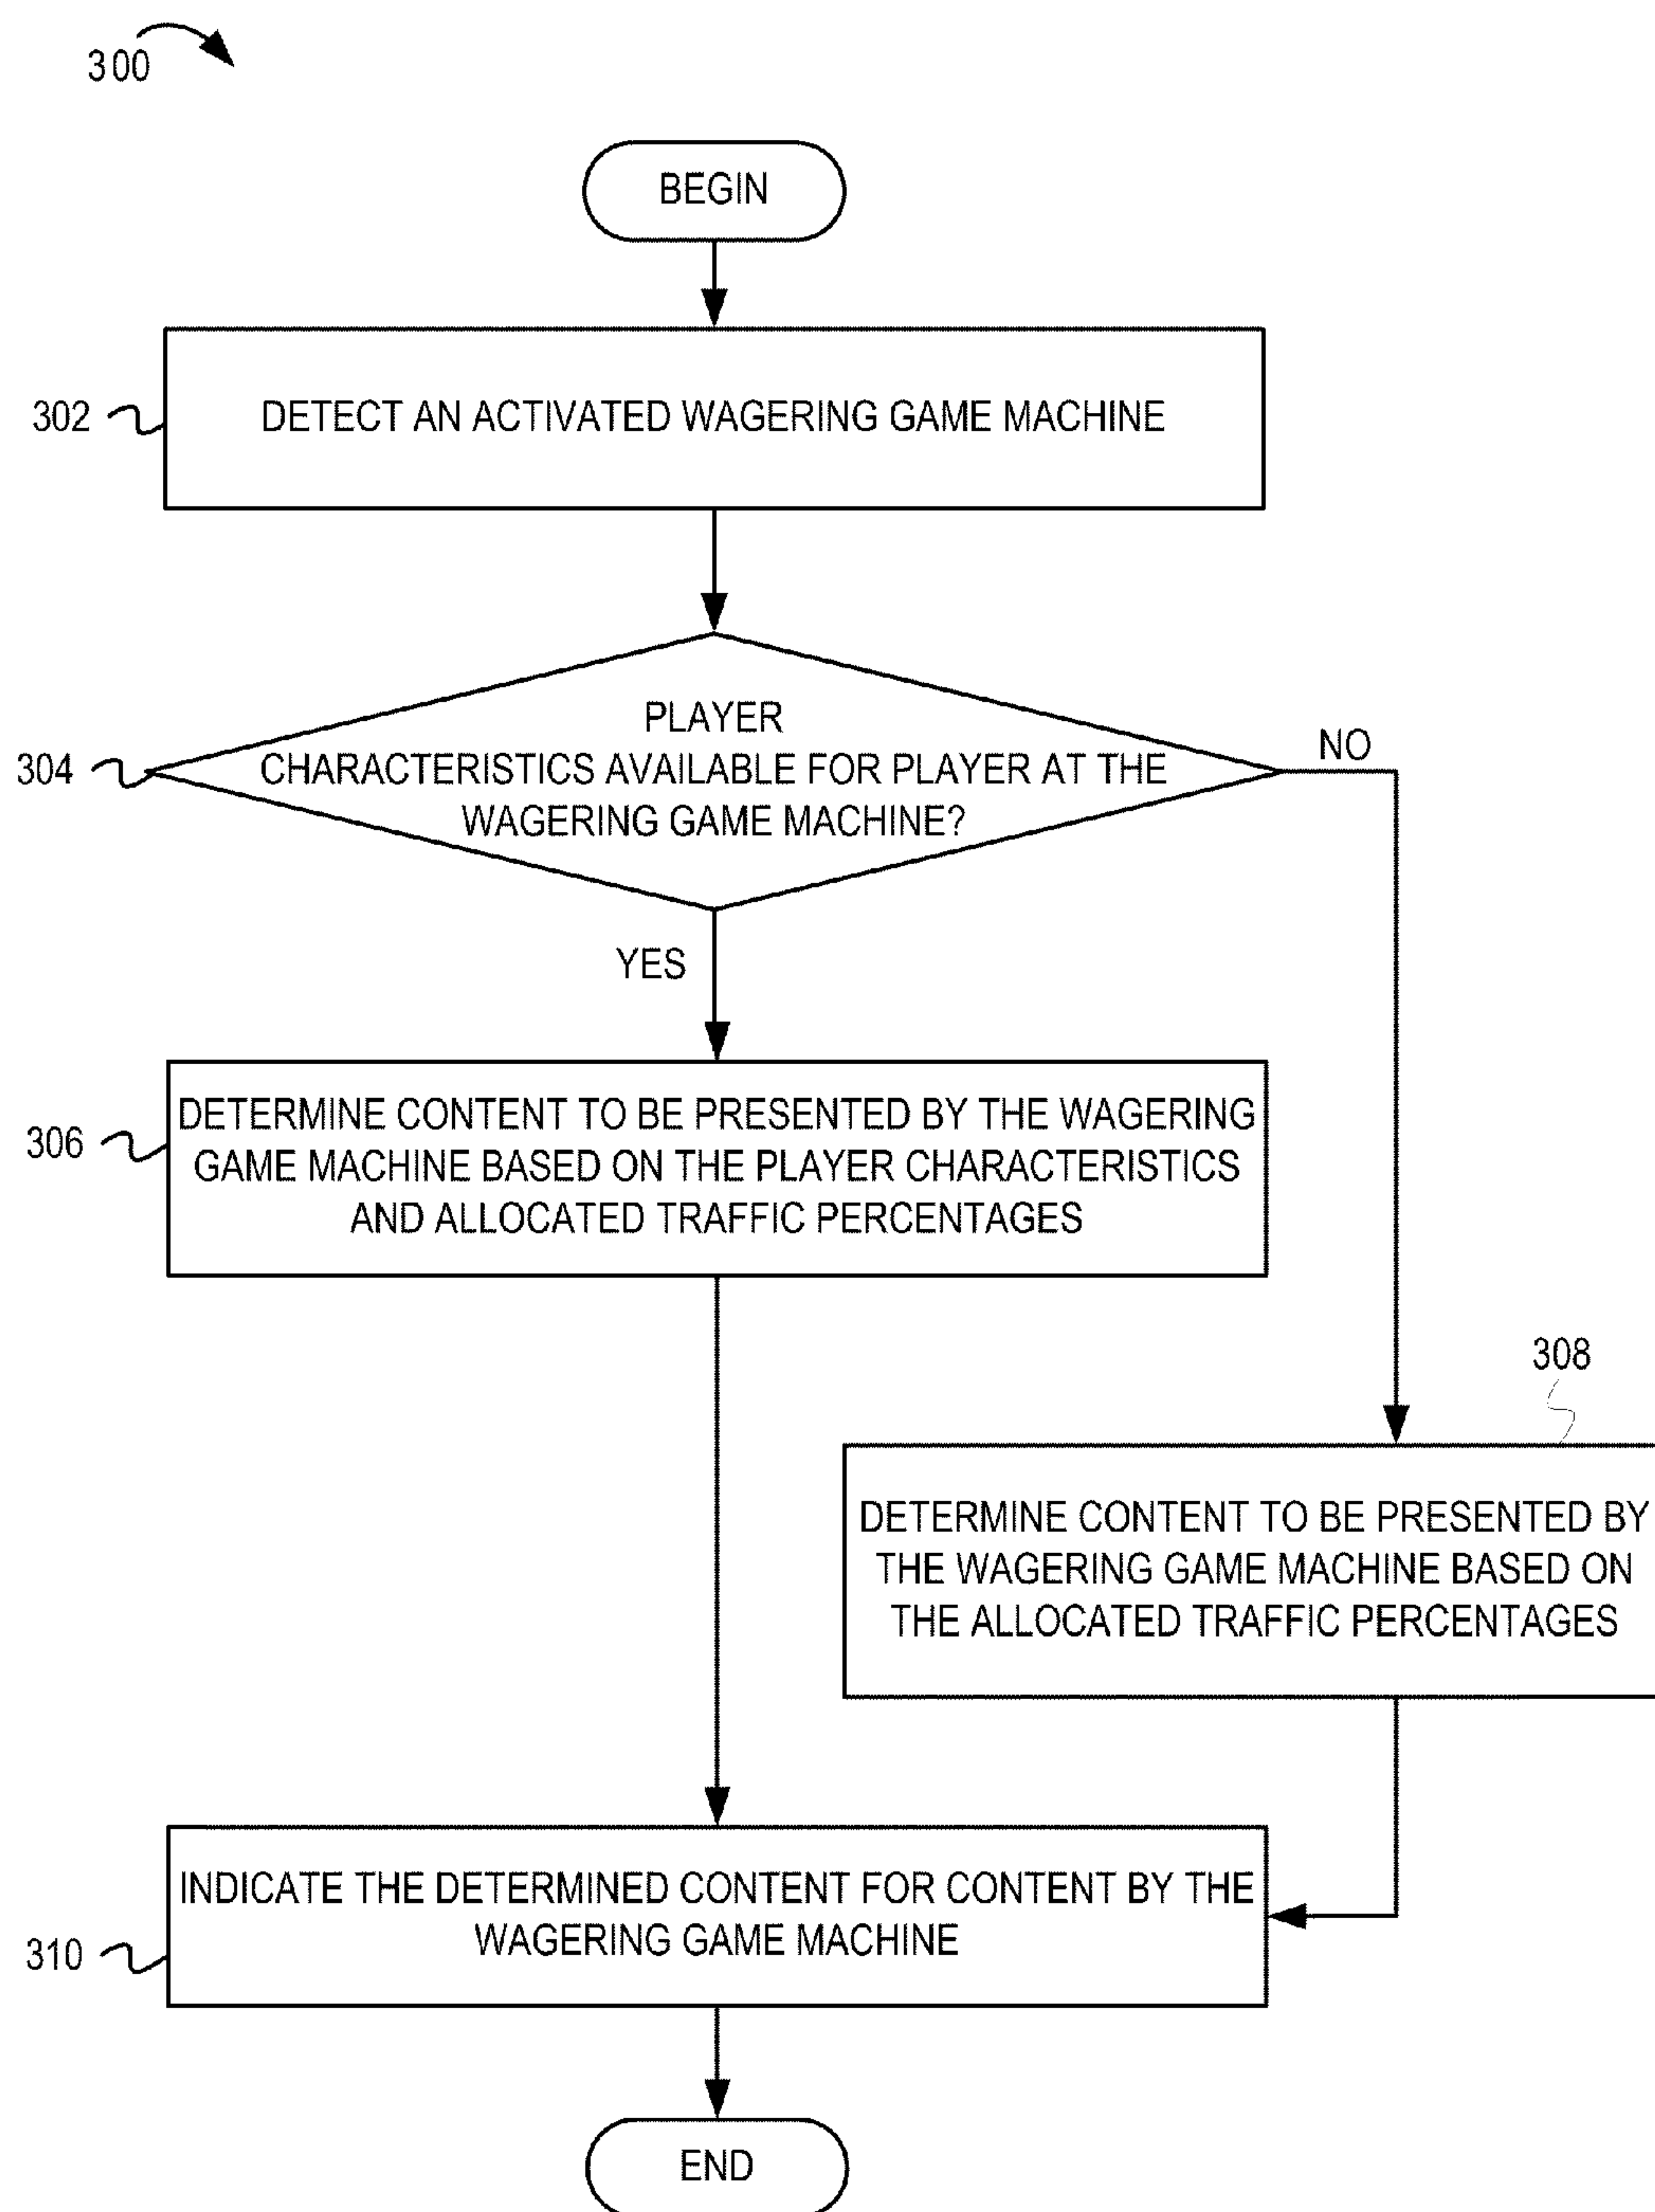 300
BEGIN
302
DETECT AN ACTIVATED WAGERING GAME MACHINE
PLAYER
304
CHARACTERISTICS AVAILABLE FOR PLAYER AT THE
WAGERING GAME MACHINE?
NO
YES
306
DETERMINE CONTENT TO BE PRESENTED BY THE WAGERING
GAME MACHINE BASED ON THE PLAYER CHARACTERISTICS
AND ALLOCATED TRAFFIC PERCENTAGES
308
DETERMINE CONTENT TO BE PRESENTED BY
THE WAGERING GAME MACHINE BASED ON
THE ALLOCATED TRAFFIC PERCENTAGES
INDICATE THE DETERMINED CONTENT FOR CONTENT BY THE
WAGERING GAME MACHINE
310
END